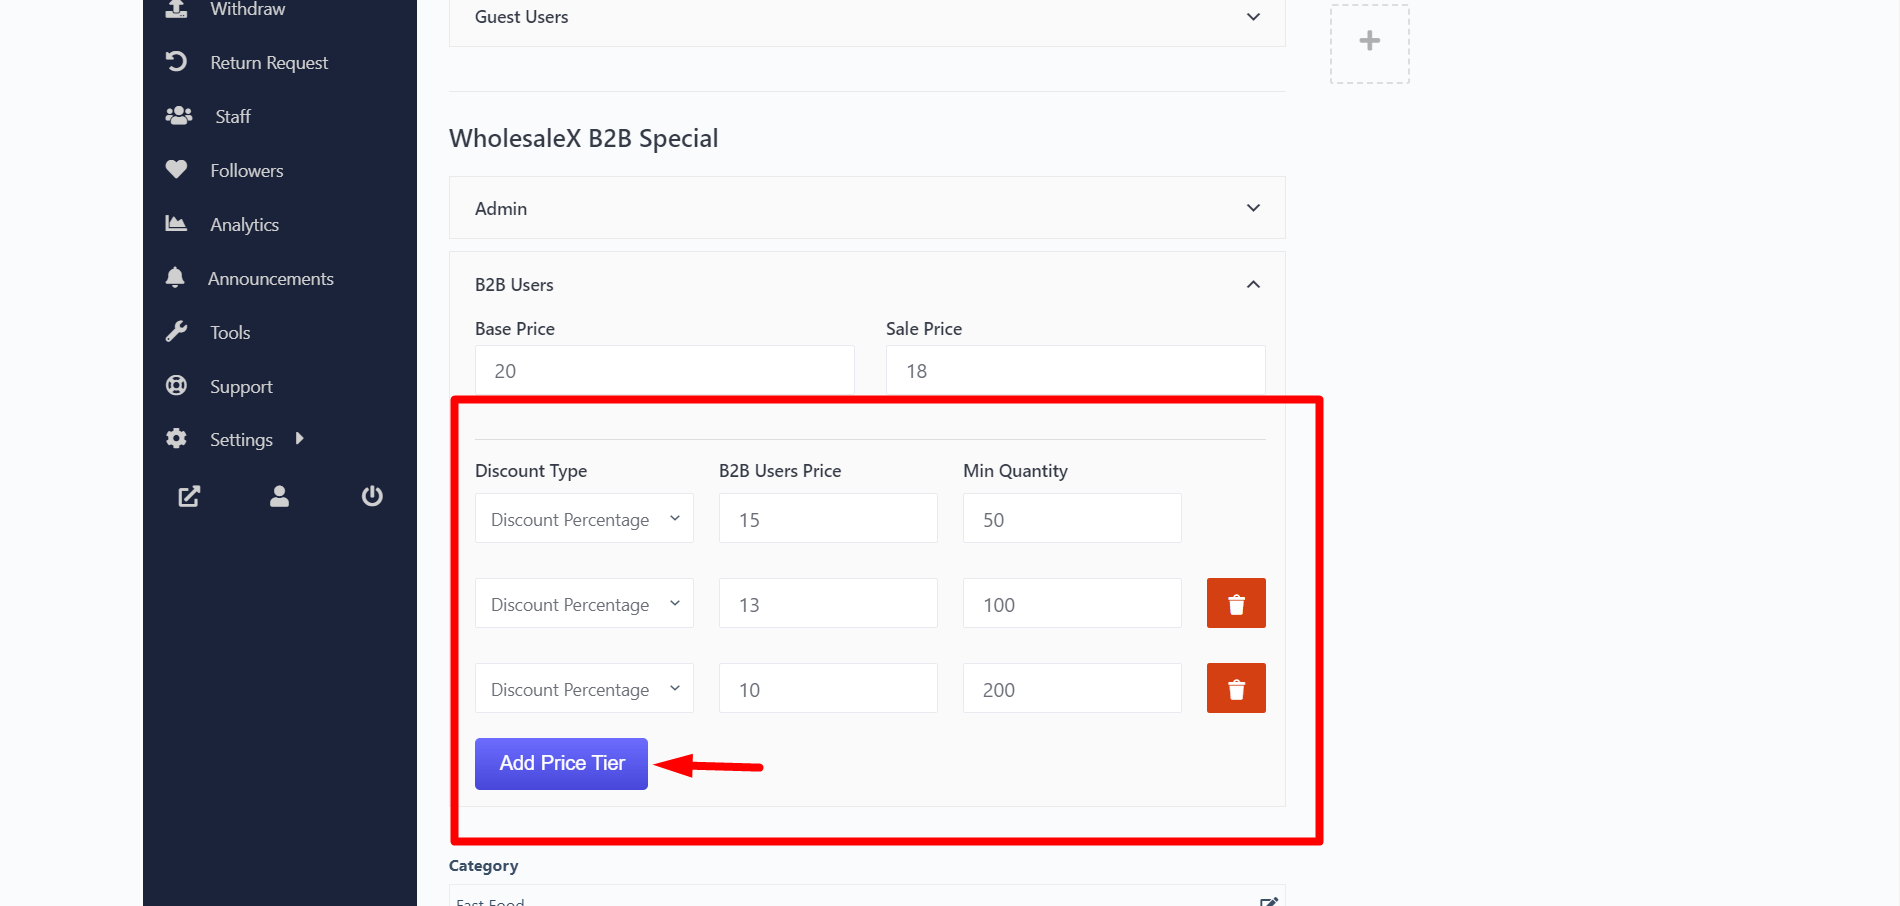 Withdraw
Return Request
Staff
Followers
Analytics
Announcements
Tools
Support
Settings
Guest Users
WholesaleX B2B Special
Admin
B2B Users
Base Price
Sale Price
20
18
Discount Type
B2B Users Price
Min Quantity
Discount Percentage
15
50
Discount Percentage
13
100
Discount Percentage
10
200
Add Price Tier
Category
Fast Food